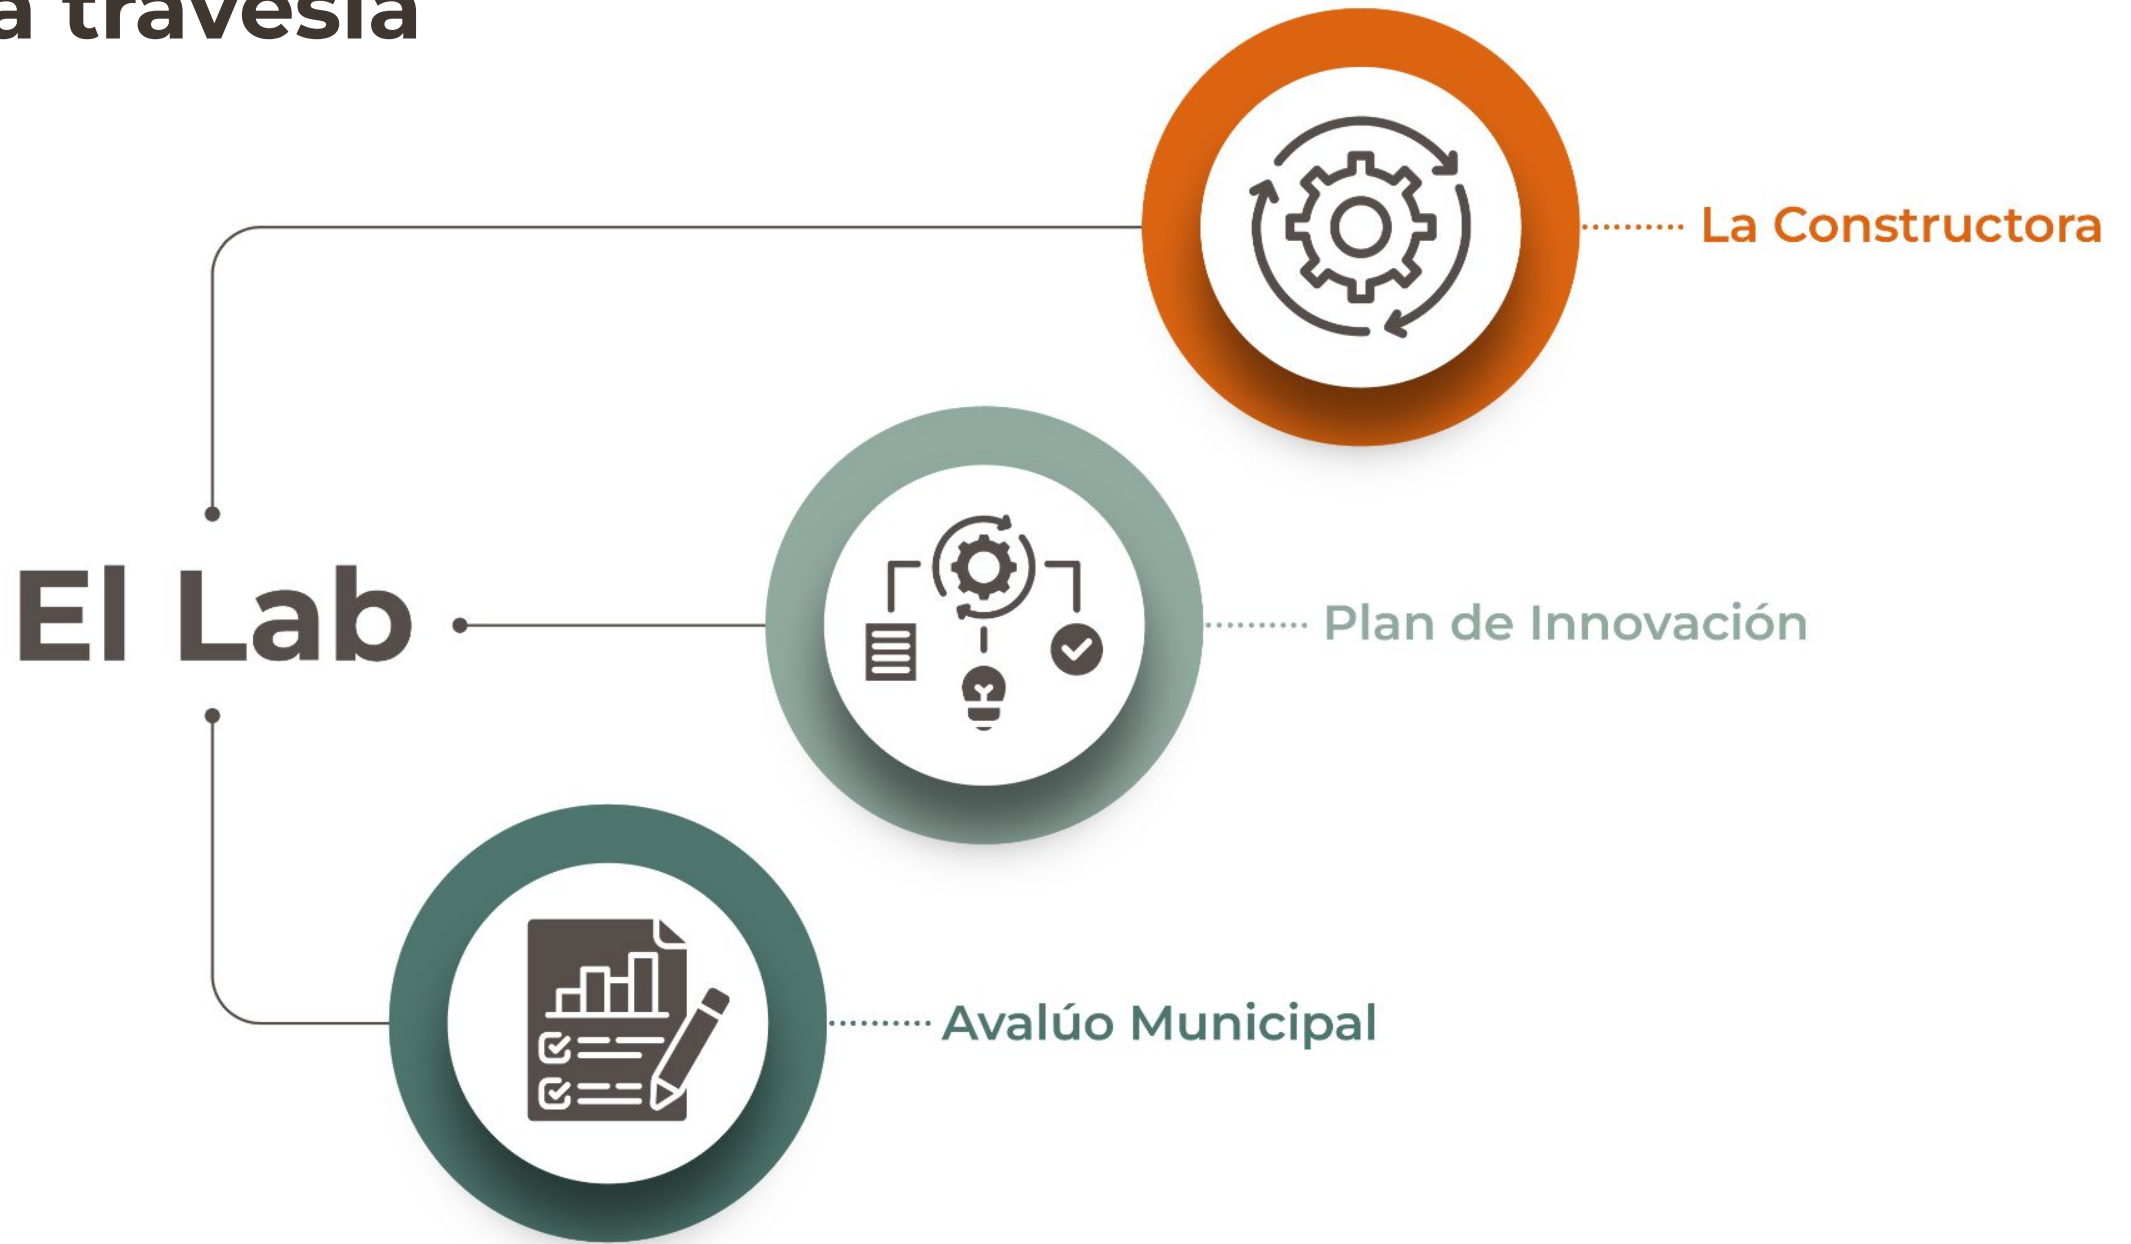 a travesía
La Constructora
El Lab
Plan de Innovación
Avalúo Municipal